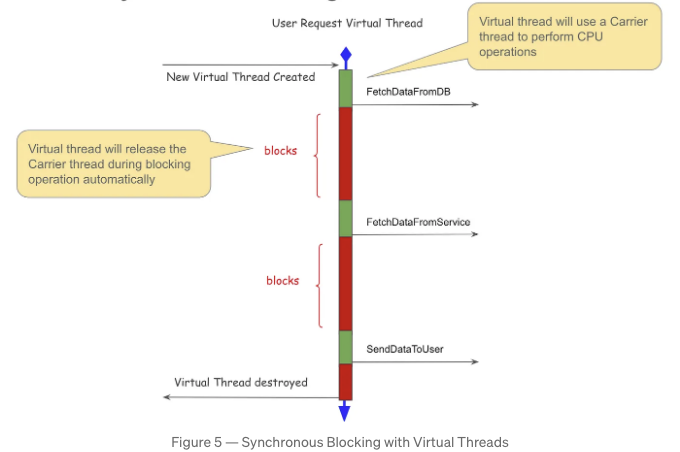 User Request Virtual Thread
Virtual thread will use a Carrier
thread to perform CPU
operations
New Virtual Thread Created
FetchDataFromDB
Virtual thread will release the
Carrier thread during blocking
operation automatically
blocks
FetchDataFromService
blocks
SendDataToUser
Virtual Thread destroyed
Figure 5 — Synchronous Blocking with Virtual Threads